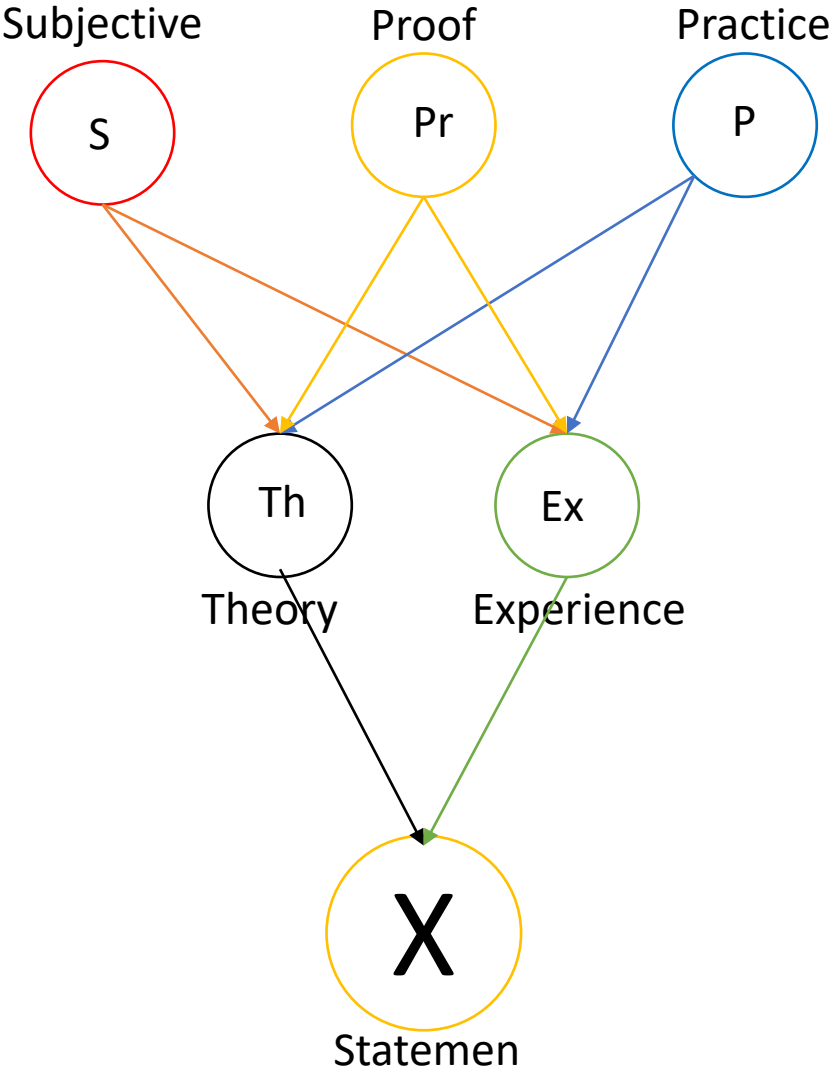 Subjective Proof Practice
S Pr P
Th Ex
Theory Experience
X
Statemen